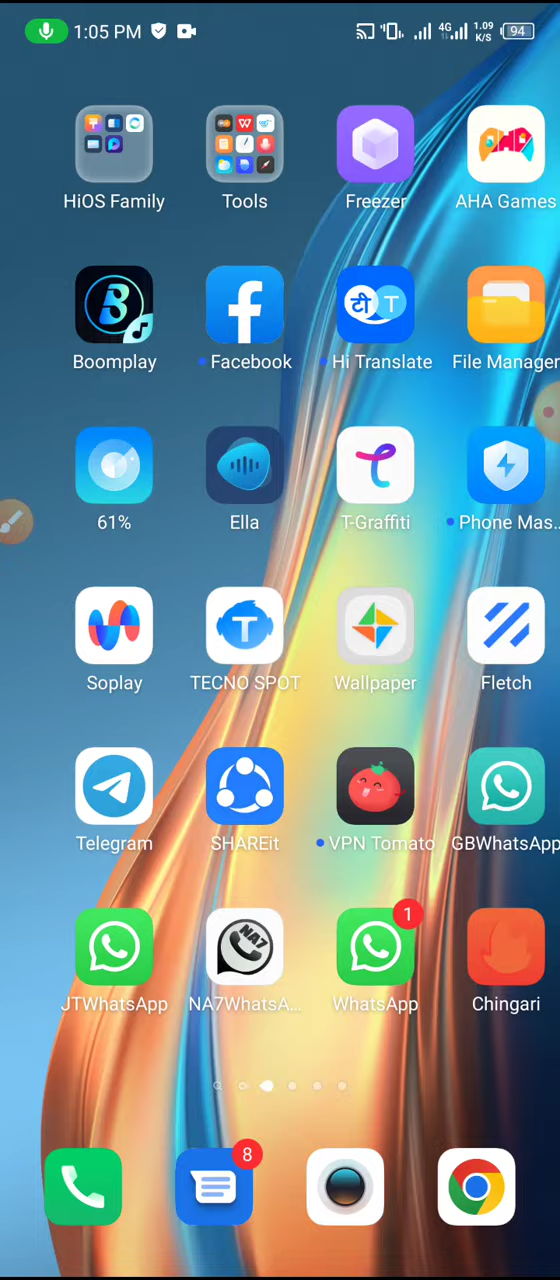 1:05 PM
4G
1.09 K/S
94
HiOS Family
Tools
Freezer
AHA Games
Boomplay
Facebook
Hi Translate
टी T
File Manager
61%
Ella
T-Graffiti
Phone Mas..
Soplay
TECNO SPOT
Wallpaper
Fletch
Telegram
SHAREit
VPN Tomato
GBWhatsApp
NA7
1
JTWhatsApp
NA7WhatsA...
WhatsApp
Chingari
8